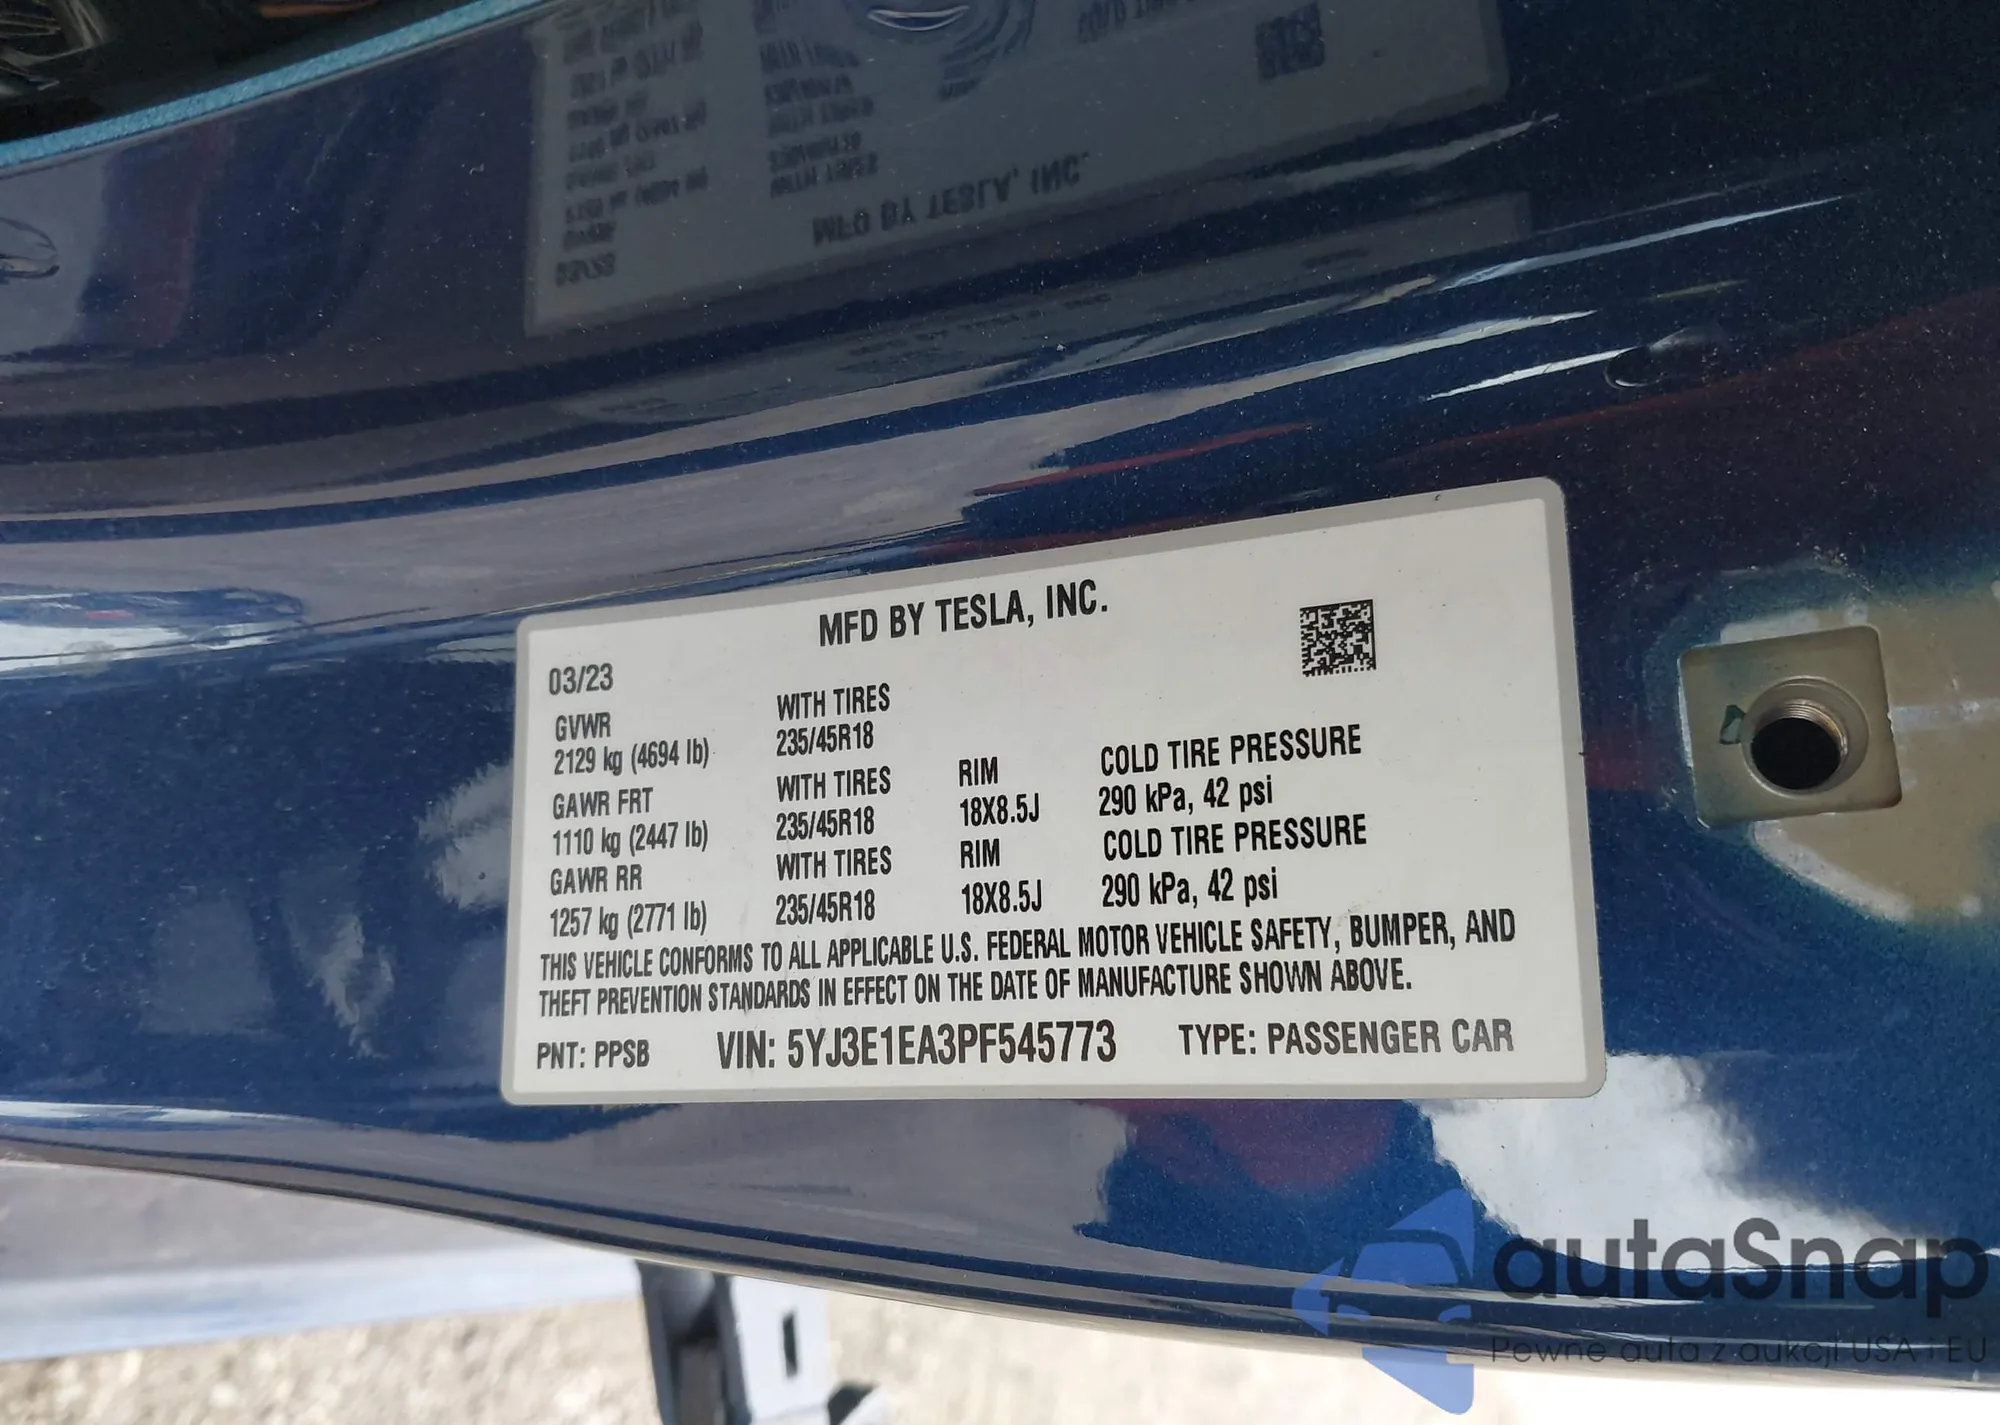 MFD BY TESLA, INC.
03/23
GVWR WITH TIRES
2129 kg (4694 lb) 235/45R18
GAWR FRT WITH TIRES RIM COLD TIRE PRESSURE
1110 kg (2447 lb) 235/45R18 18X8.5J 290 kPa, 42 psi
GAWR RR WITH TIRES RIM COLD TIRE PRESSURE
1257 kg (2771 lb) 235/45R18 18X8.5J 290 kPa, 42 psi
THIS VEHICLE CONFORMS TO ALL APPLICABLE U.S. FEDERAL MOTOR VEHICLE SAFETY, BUMPER, AND
THEFT PREVENTION STANDARDS IN EFFECT ON THE DATE OF MANUFACTURE SHOWN ABOVE.
PNT: PPSB VIN: 5YJ3E1EA3PF545773 TYPE: PASSENGER CAR
autaSnap
Pewne auta z aukcji USA i EU